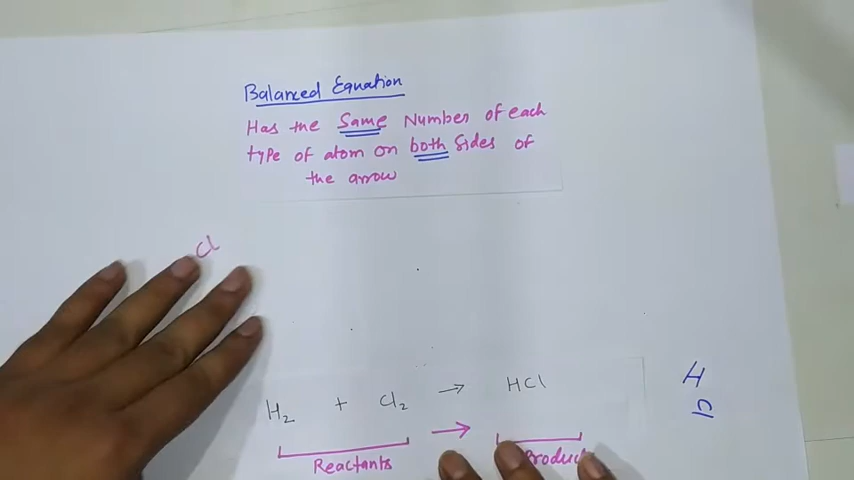 Balanced Equation
Has the Same Number of each
type of atom on both Sides of
the arrow
Cl
H₂ + Cl₂ → HCl
H
→
Reactants
Product